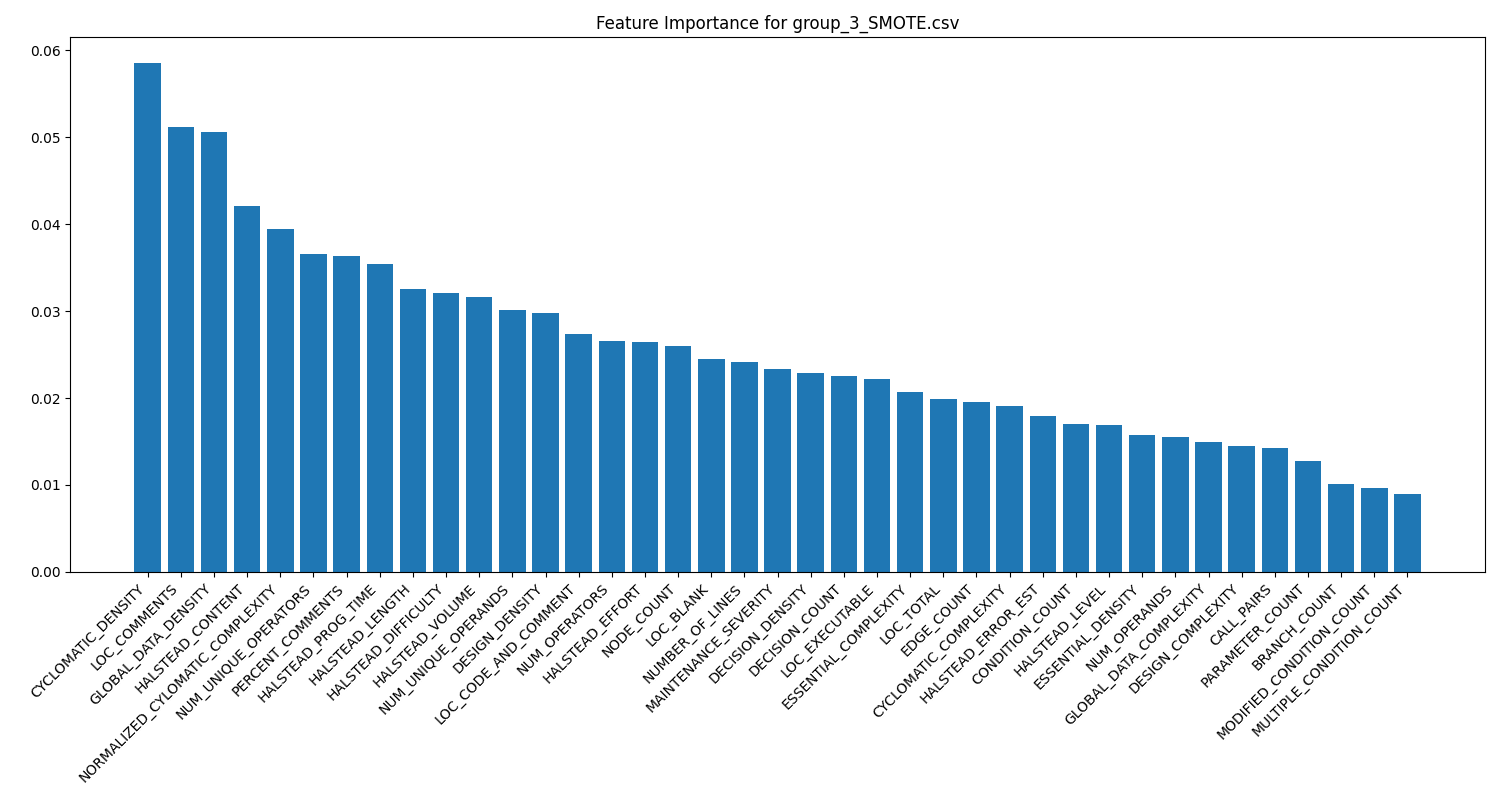 Feature Importance for group_3_SMOTE.csv
0.06
0.05
0.04
0.03
0.02
0.01
0.00
CYCLOMATIC_DENSITY
LOC_COMMENTS
GLOBAL_DATA_DENSITY
HALSTEAD_CONTENT
NORMALIZED_CYLOMATIC_COMPLEXITY
NUM_UNIQUE_OPERATORS
PERCENT_COMMENTS
HALSTEAD_PROG_TIME
HALSTEAD_LENGTH
HALSTEAD_DIFFICULTY
HALSTEAD_VOLUME
NUM_UNIQUE_OPERANDS
DESIGN_DENSITY
LOC_CODE_AND_COMMENT
NUM_OPERATORS
HALSTEAD_EFFORT
NODE_COUNT
LOC_BLANK
NUMBER_OF_LINES
MAINTENANCE_SEVERITY
DECISION_DENSITY
DECISION_COUNT
LOC_EXECUTABLE
ESSENTIAL_COMPLEXITY
LOC_TOTAL
EDGE_COUNT
CYCLOMATIC_COMPLEXITY
HALSTEAD_ERROR_EST
CONDITION_COUNT
HALSTEAD_LEVEL
ESSENTIAL_DENSITY
NUM_OPERANDS
GLOBAL_DATA_COMPLEXITY
DESIGN_COMPLEXITY
CALL_PAIRS
PARAMETER_COUNT
BRANCH_COUNT
MODIFIED_CONDITION_COUNT
MULTIPLE_CONDITION_COUNT